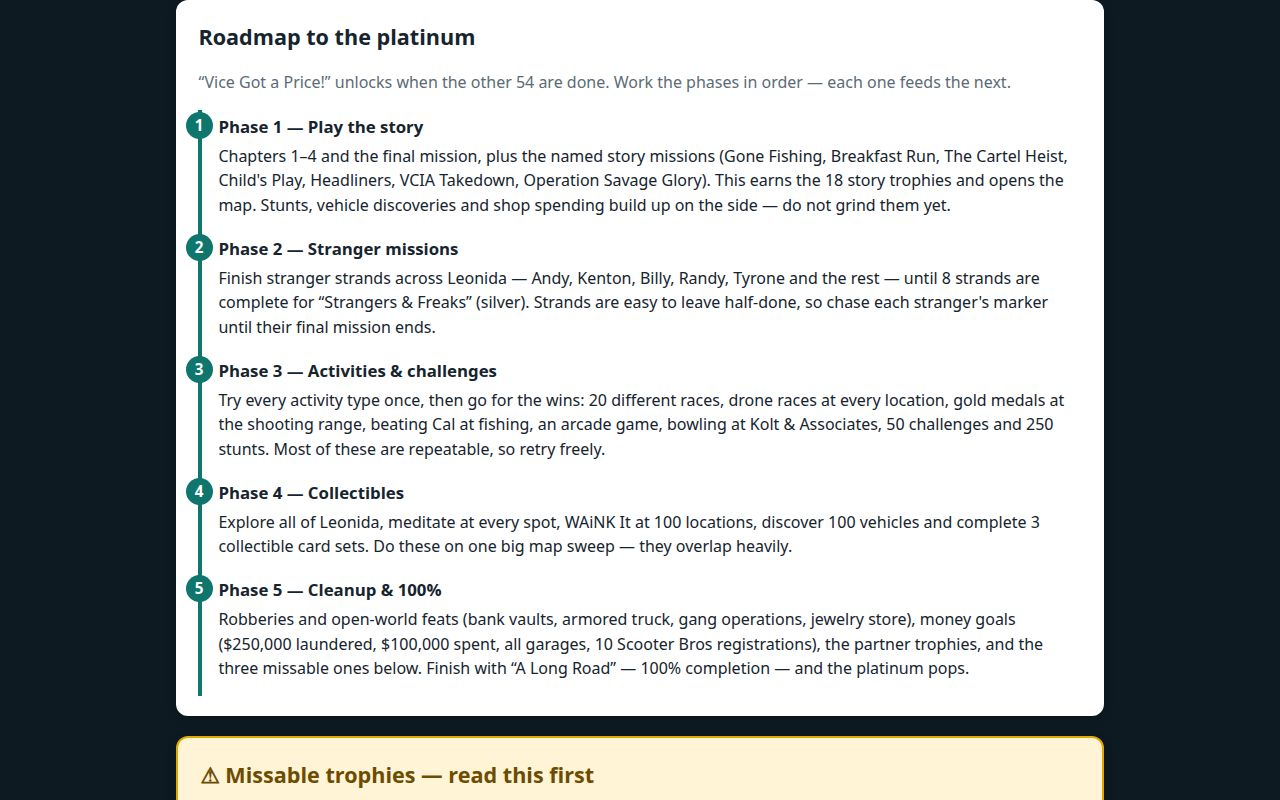 Roadmap to the platinum
“Vice Got a Price!” unlocks when the other 54 are done. Work the phases in order — each one feeds the next.
1
Phase 1 — Play the story
Chapters 1–4 and the final mission, plus the named story missions (Gone Fishing, Breakfast Run, The Cartel Heist,
Child's Play, Headliners, VCIA Takedown, Operation Savage Glory). This earns the 18 story trophies and opens the
map. Stunts, vehicle discoveries and shop spending build up on the side — do not grind them yet.
2
Phase 2 — Stranger missions
Finish stranger strands across Leonida — Andy, Kenton, Billy, Randy, Tyrone and the rest — until 8 strands are
complete for “Strangers & Freaks” (silver). Strands are easy to leave half-done, so chase each stranger's marker
until their final mission ends.
3
Phase 3 — Activities & challenges
Try every activity type once, then go for the wins: 20 different races, drone races at every location, gold medals at
the shooting range, beating Cal at fishing, an arcade game, bowling at Kolt & Associates, 50 challenges and 250
stunts. Most of these are repeatable, so retry freely.
4
Phase 4 — Collectibles
Explore all of Leonida, meditate at every spot, WAiNK It at 100 locations, discover 100 vehicles and complete 3
collectible card sets. Do these on one big map sweep — they overlap heavily.
5
Phase 5 — Cleanup & 100%
Robberies and open-world feats (bank vaults, armored truck, gang operations, jewelry store), money goals
($250,000 laundered, $100,000 spent, all garages, 10 Scooter Bros registrations), the partner trophies, and the
three missable ones below. Finish with “A Long Road” — 100% completion — and the platinum pops.
⚠ Missable trophies — read this first